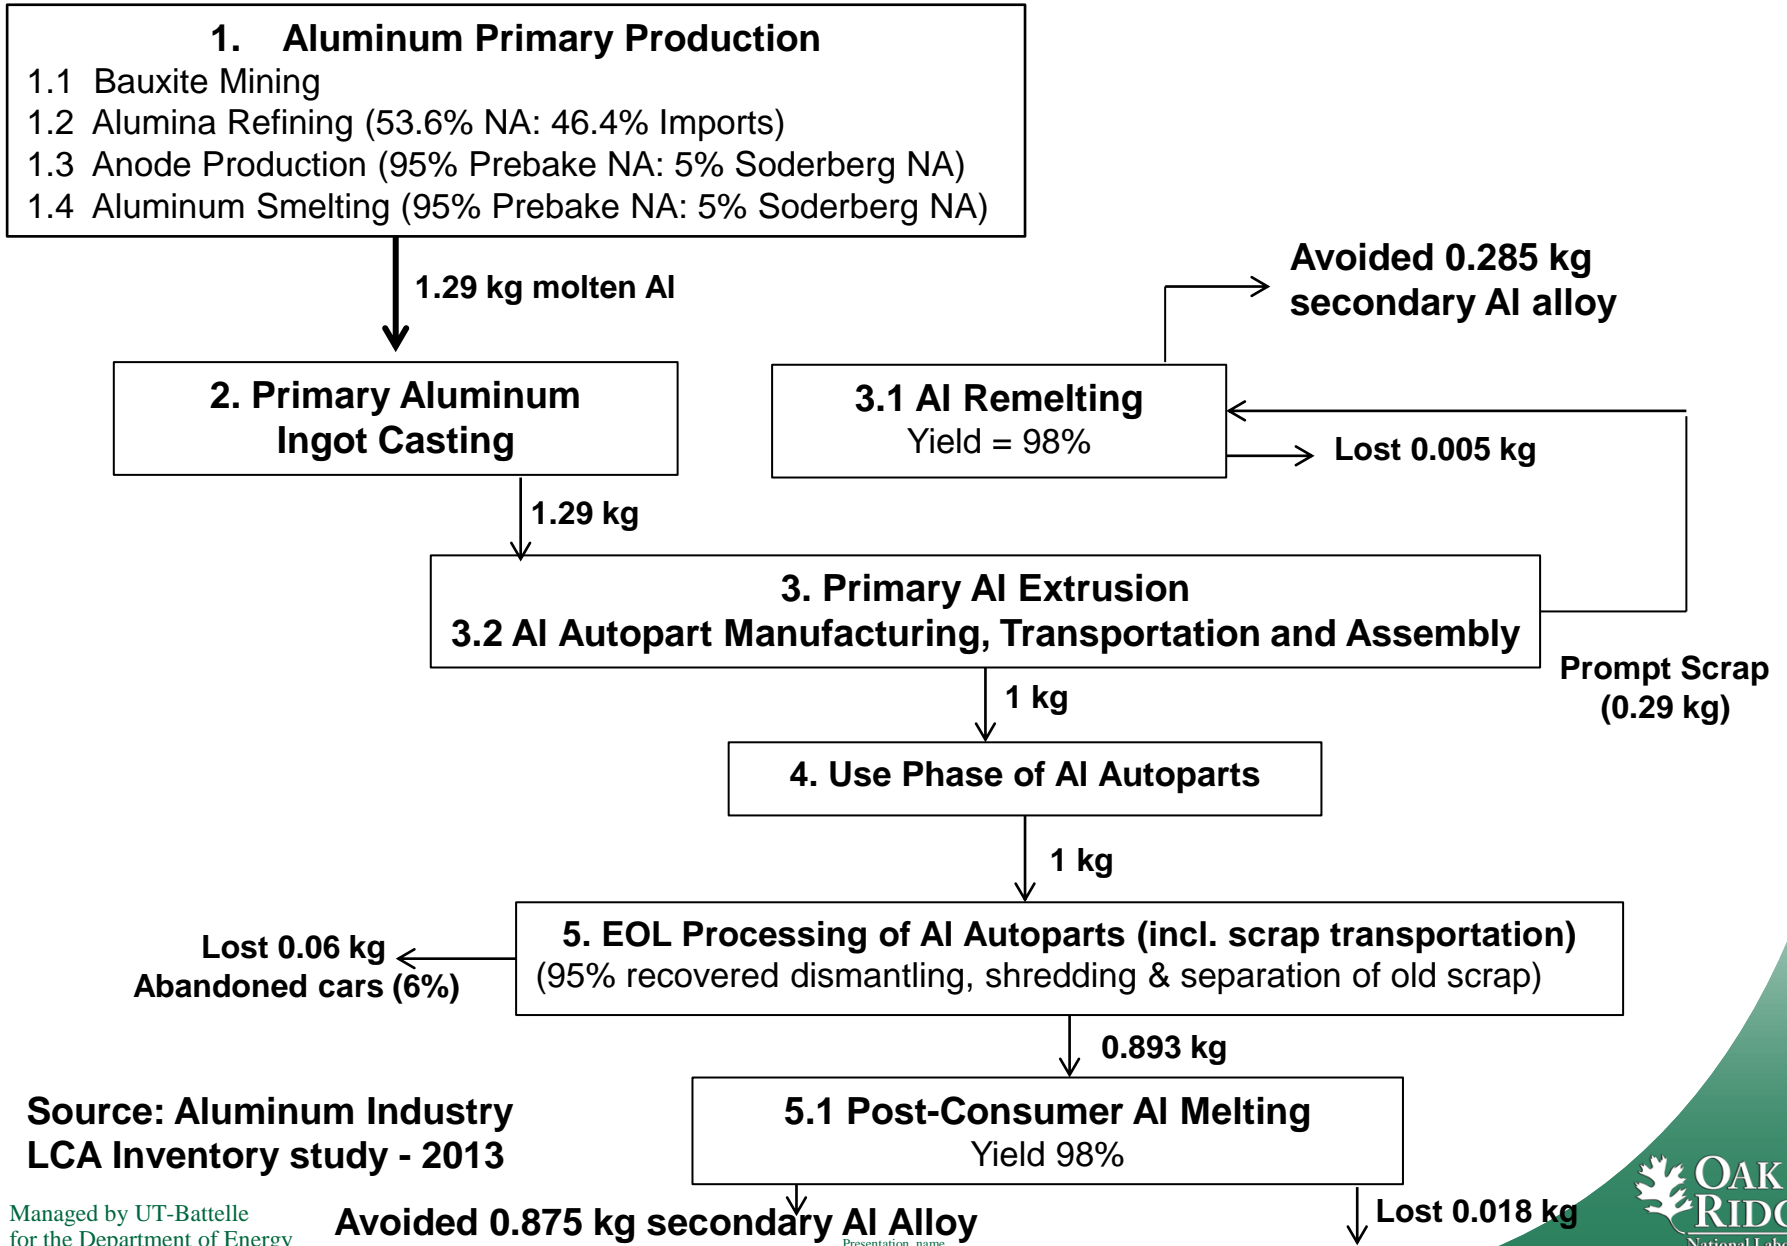 1. Aluminum Primary Production
1.1 Bauxite Mining
1.2 Alumina Refining (53.6% NA: 46.4% Imports)
1.3 Anode Production (95% Prebake NA: 5% Soderberg NA)
1.4 Aluminum Smelting (95% Prebake NA: 5% Soderberg NA)
1.29 kg molten Al
Avoided 0.285 kg
secondary Al alloy
2. Primary Aluminum
Ingot Casting
3.1 Al Remelting
Yield = 98%
Lost 0.005 kg
1.29 kg
3. Primary Al Extrusion
3.2 Al Autopart Manufacturing, Transportation and Assembly
Prompt Scrap
(0.29 kg)
1 kg
4. Use Phase of Al Autoparts
1 kg
5. EOL Processing of Al Autoparts (incl. scrap transportation)
(95% recovered dismantling, shredding & separation of old scrap)
Lost 0.06 kg
Abandoned cars (6%)
0.893 kg
5.1 Post-Consumer Al Melting
Yield 98%
Source: Aluminum Industry
LCA Inventory study - 2013
Avoided 0.875 kg secondary Al Alloy
Lost 0.018 kg
Managed by UT-Battelle
for the Department of Energy
Presentation_name
OAK
National